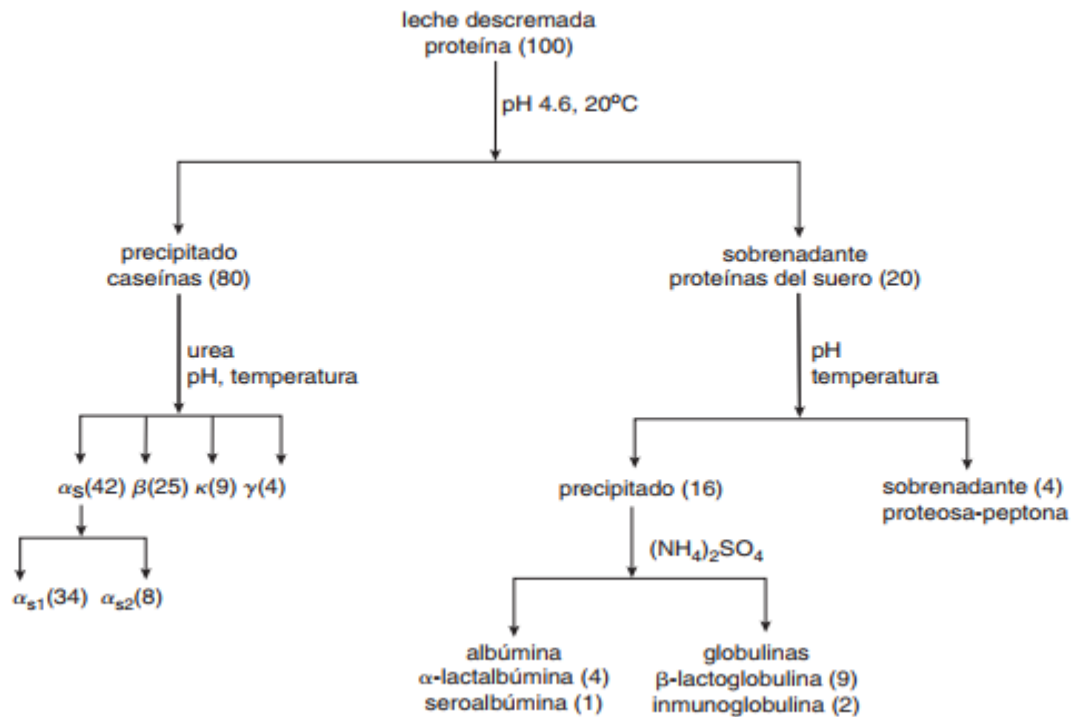 leche descremada
proteína (100)
pH 4.6, 20ºC
precipitado
caseínas (80)
sobrenadante
proteínas del suero (20)
urea
pH, temperatura
pH
temperatura
αs(42) β(25) κ(9) γ(4)
precipitado (16)
sobrenadante (4)
proteosa-peptona
(NH₄)₂SO₄
αs1(34) αs2(8)
albúmina
α-lactalbúmina (4)
seroalbúmina (1)
globulinas
β-lactoglobulina (9)
inmunoglobulina (2)